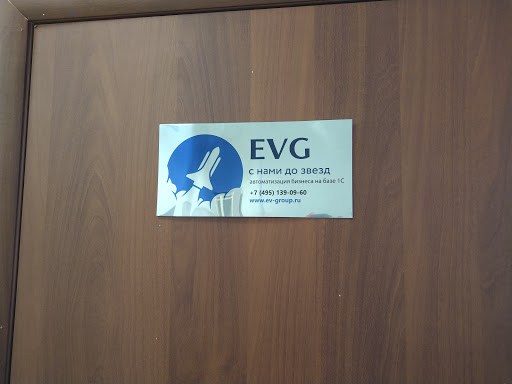 EVG
с нами до звезд
автоматизация бизнеса на базе 1С
+7 (495) 139-09-60
www.ev-group.ru